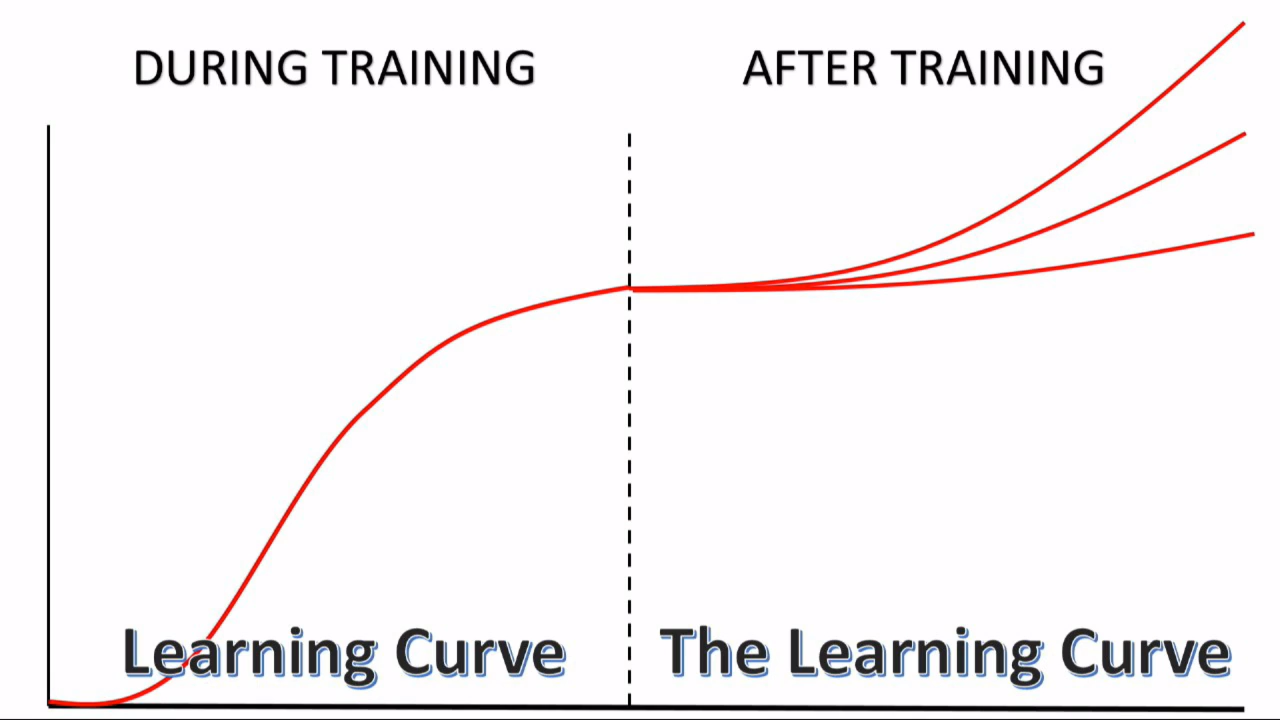 DURING TRAINING
AFTER TRAINING
Learning Curve
The Learning Curve